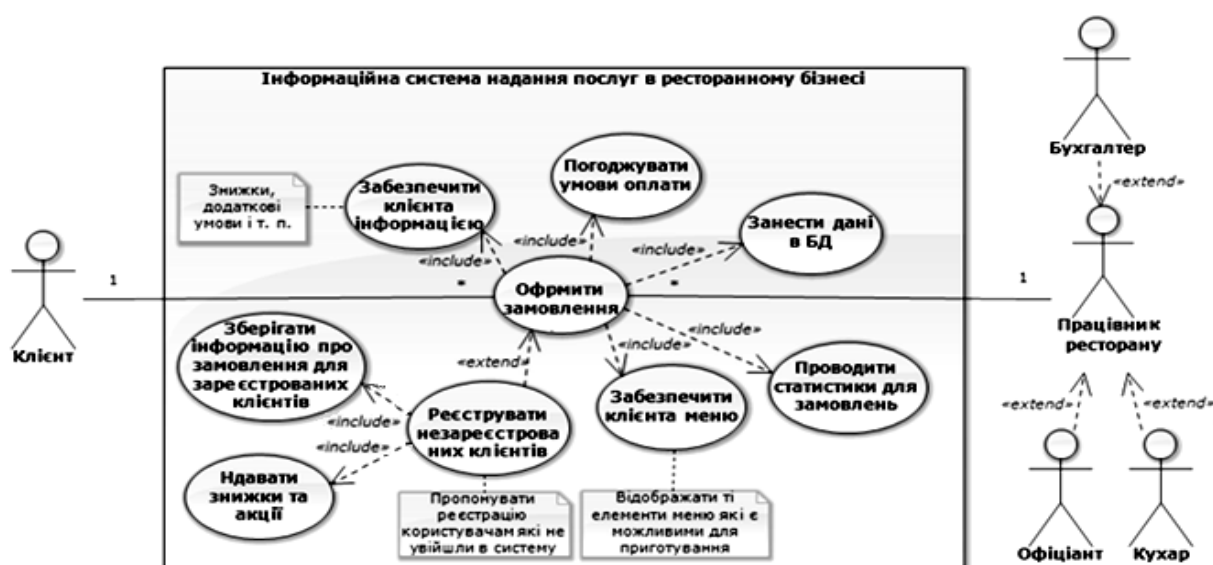 Інформаційна система надання послуг в ресторанному бізнесі
Бухгалтер
«extend»
Погоджувати
умови оплати
Забезпечити
клієнта
інформацією
Знижки,
додаткові
умови і т. п.
Занести дані
в БД
«include»
«include»
«include»
1
*
*
1
Офрмити
замовлення
Клієнт
Працівник
ресторану
Зберігати
інформацію про
замовлення для
зареєстрованих
клієнтів
«extend»
«include»
«include»
Проводити
статистики для
замовлень
Забезпечити
клієнта меню
Реєструвати
незареєстрова
них клієнтів
«include»
«include»
«extend»
«extend»
Ндавати
знижки та
акції
Пропонувати
реєстрацію
користувачам які не
увійшли в систему
Відображати ті
елементи меню які є
можливими для
приготування
Офіціант
Кухар